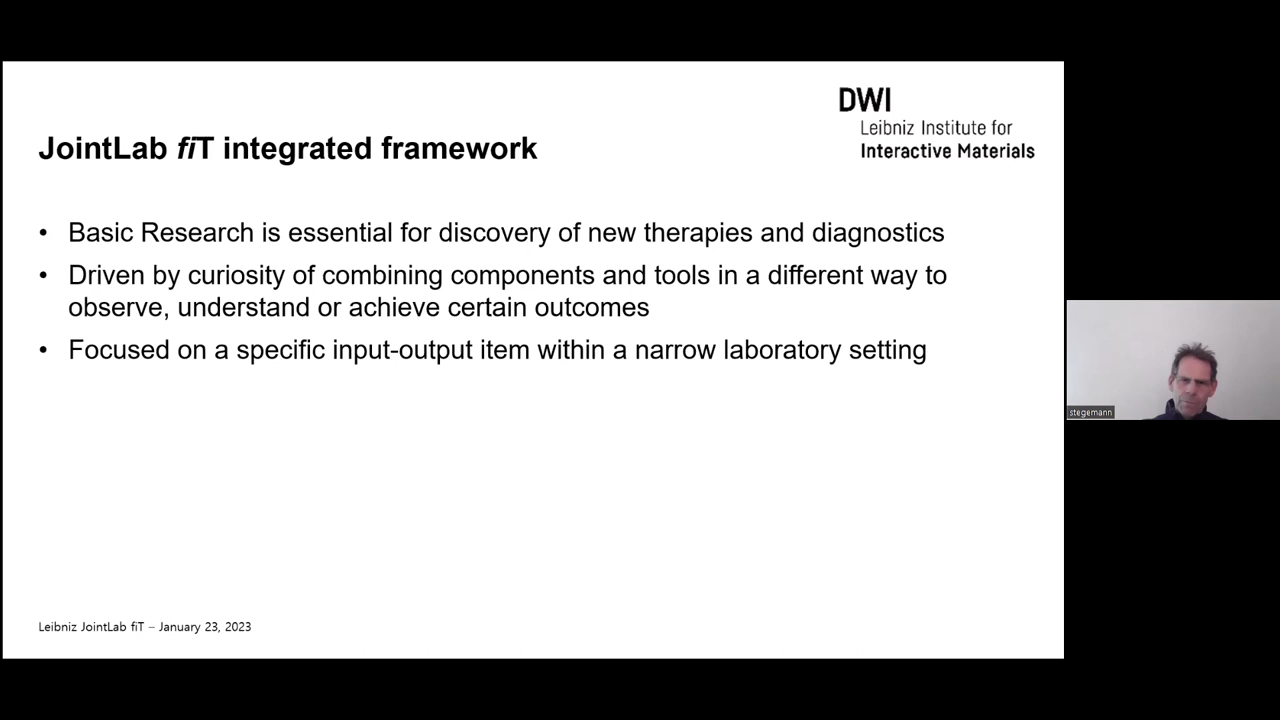 DWI
Leibniz Institute for
Interactive Materials
JointLab fiT integrated framework
• Basic Research is essential for discovery of new therapies and diagnostics
• Driven by curiosity of combining components and tools in a different way to
observe, understand or achieve certain outcomes
• Focused on a specific input-output item within a narrow laboratory setting
stegemann
Leibniz JointLab fiT – January 23, 2023